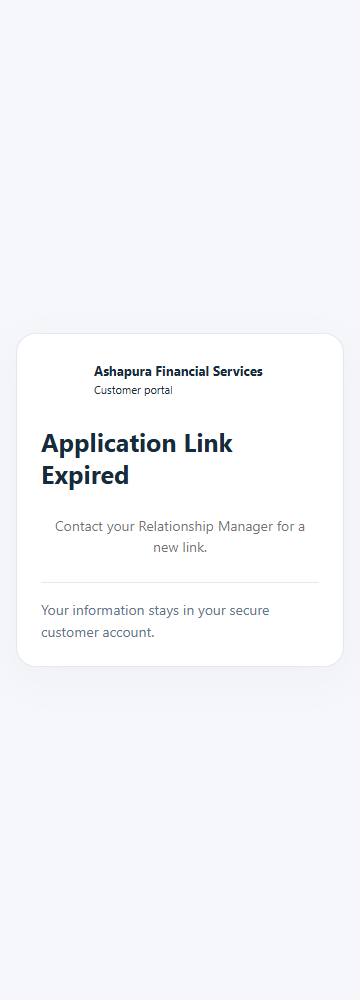 Ashapura Financial Services
Customer portal
Application Link
Expired
Contact your Relationship Manager for a
new link.
Your information stays in your secure
customer account.